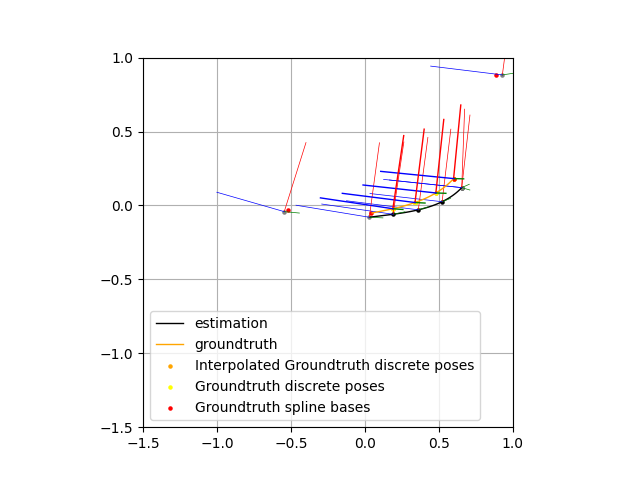 1.0
0.5
0.0
−0.5
−1.0
−1.5
estimation
groundtruth
Interpolated Groundtruth discrete poses
Groundtruth discrete poses
Groundtruth spline bases
−1.5 −1.0 −0.5 0.0 0.5 1.0